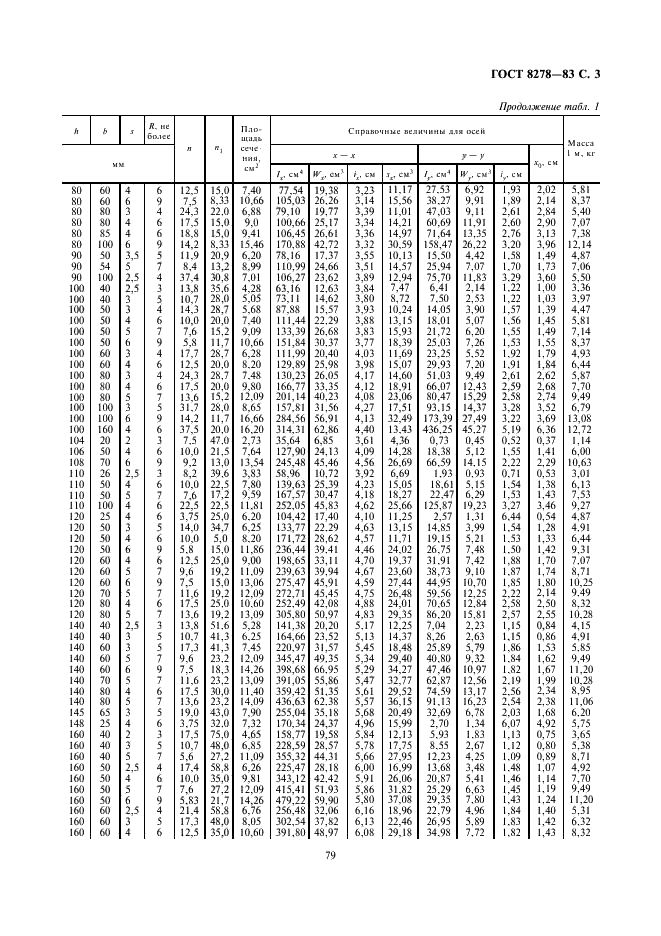 ГОСТ 8278—83 С. 3
Продолжение табл. 1
h b s R, не более n n₁ Площадь сечения, см² Справочные величины для осей Масса 1 м, кг
x — x y — y x₀, см
мм
Iₓ, см⁴ Wₓ, см³ iₓ, см sₓ, см³ Iᵧ, см⁴ Wᵧ, см³ iᵧ, см
80 60 4 6 12,5 15,0 7,40 77,54 19,38 3,23 11,17 27,53 6,92 1,93 2,02 5,81
80 60 6 9 7,5 8,33 10,66 105,03 26,26 3,14 15,56 38,27 9,91 1,89 2,14 8,37
80 80 3 4 24,3 22,0 6,88 79,10 19,77 3,39 11,01 47,03 9,11 2,61 2,84 5,40
80 80 4 6 17,5 15,0 9,0 100,66 25,17 3,34 14,21 60,69 11,91 2,60 2,90 7,07
80 85 4 6 18,8 15,0 9,41 106,45 26,61 3,36 14,97 71,64 13,35 2,76 3,13 7,38
80 100 6 9 14,2 8,33 15,46 170,88 42,72 3,32 30,59 158,47 26,22 3,20 3,96 12,14
90 50 3,5 5 11,9 20,9 6,20 78,16 17,37 3,55 10,13 15,50 4,42 1,58 1,49 4,87
90 54 5 7 8,4 13,2 8,99 110,99 24,66 3,51 14,57 25,94 7,07 1,70 1,73 7,06
90 100 2,5 4 37,4 30,8 7,01 106,27 23,62 3,89 12,94 75,70 11,83 3,29 3,60 5,50
100 40 2,5 3 13,8 35,6 4,28 63,16 12,63 3,84 7,47 6,41 2,14 1,22 1,00 3,36
100 40 3 5 10,7 28,0 5,05 73,11 14,62 3,80 8,72 7,50 2,53 1,22 1,03 3,97
100 50 3 4 14,3 28,7 5,68 87,88 15,57 3,93 10,24 14,05 3,90 1,57 1,39 4,47
100 50 4 6 10,0 20,0 7,40 111,44 22,29 3,88 13,15 18,01 5,07 1,56 1,45 5,81
100 50 5 7 7,6 15,2 9,09 133,39 26,68 3,83 15,93 21,72 6,20 1,55 1,49 7,14
100 50 6 9 5,8 11,7 10,66 151,84 30,37 3,77 18,39 25,03 7,26 1,53 1,55 8,37
100 60 3 4 17,7 28,7 6,28 111,99 20,40 4,03 11,69 23,25 5,52 1,92 1,79 4,93
100 60 4 6 12,5 20,0 8,20 129,89 25,98 3,98 15,07 29,93 7,20 1,91 1,84 6,44
100 80 3 4 24,3 28,7 7,48 130,23 26,05 4,17 14,60 51,03 9,49 2,61 2,62 5,87
100 80 4 6 17,5 20,0 9,80 166,77 33,35 4,12 18,91 66,07 12,43 2,59 2,68 7,70
100 80 5 7 13,6 15,2 12,09 201,14 40,23 4,08 23,06 80,47 15,29 2,58 2,74 9,49
100 100 3 5 31,7 28,0 8,65 157,81 31,56 4,27 17,51 93,15 14,37 3,28 3,52 6,79
100 100 6 9 14,2 11,7 16,66 284,56 56,91 4,13 32,49 173,39 27,49 3,22 3,69 13,08
100 160 4 6 37,5 20,0 16,20 314,31 62,86 4,40 13,43 436,25 45,27 5,19 6,36 12,72
104 20 2 3 7,5 47,0 2,73 35,64 6,85 3,61 4,36 0,73 0,45 0,52 0,37 1,14
106 50 4 6 10,0 21,5 7,64 127,90 24,13 4,09 14,28 18,38 5,12 1,55 1,41 6,00
108 70 6 9 9,2 13,0 13,54 245,48 45,46 4,56 26,69 66,59 14,15 2,22 2,29 10,63
110 26 2,5 3 8,2 39,6 3,83 58,96 10,72 3,92 6,69 1,93 0,93 0,71 0,53 3,01
110 50 4 6 10,0 22,5 7,80 139,63 25,39 4,23 15,05 18,61 5,15 1,54 1,38 6,13
110 50 5 7 7,6 17,2 9,59 167,57 30,47 4,18 18,27 22,47 6,29 1,53 1,43 7,53
110 100 4 6 22,5 22,5 11,81 252,05 45,83 4,62 25,66 125,87 19,23 3,27 3,46 9,27
120 25 4 6 3,75 25,0 6,20 104,42 17,40 4,10 11,25 2,57 1,31 6,44 0,54 4,87
120 50 3 5 14,0 34,7 6,25 133,77 22,29 4,63 13,15 14,85 3,99 1,54 1,28 4,91
120 50 4 6 10,0 5,0 8,20 171,72 28,62 4,57 11,71 19,15 5,21 1,53 1,33 6,44
120 50 6 9 5,8 15,0 11,86 236,44 39,41 4,46 24,02 26,75 7,48 1,50 1,42 9,31
120 60 4 6 12,5 25,0 9,00 198,65 33,11 4,70 19,37 31,91 7,42 1,88 1,70 7,07
120 60 5 7 9,6 19,2 11,09 239,63 39,94 4,67 23,60 38,73 9,10 1,87 1,74 8,71
120 60 6 9 7,5 15,0 13,06 275,47 45,91 4,59 27,44 44,95 10,70 1,85 1,80 10,25
120 70 5 7 11,6 19,2 12,09 272,71 45,45 4,75 26,48 59,56 12,25 2,22 2,14 9,49
120 80 4 6 17,5 25,0 10,60 252,49 42,08 4,88 24,01 70,65 12,84 2,58 2,50 8,32
120 80 5 7 13,6 19,2 13,09 305,80 50,97 4,83 29,35 86,20 15,81 2,57 2,55 10,28
140 40 2,5 3 13,8 51,6 5,28 141,38 20,20 5,17 12,25 7,04 2,23 1,15 0,84 4,15
140 40 3 5 10,7 41,3 6,25 164,66 23,52 5,13 14,37 8,26 2,63 1,15 0,86 4,91
140 60 3 5 17,3 41,3 7,45 220,97 31,57 5,45 18,48 25,89 5,79 1,86 1,53 5,85
140 60 5 7 9,6 23,2 12,09 345,47 49,35 5,34 29,40 40,80 9,32 1,84 1,62 9,49
140 60 6 9 7,5 18,3 14,26 398,68 66,95 5,29 34,27 47,46 10,97 1,82 1,67 11,20
140 70 5 7 11,6 23,2 13,09 391,05 55,86 5,47 32,77 62,87 12,56 2,19 1,99 10,28
140 80 4 6 17,5 30,0 11,40 359,42 51,35 5,61 29,52 74,59 13,17 2,56 2,34 8,95
140 80 5 7 13,6 23,2 14,09 436,63 62,38 5,57 36,15 91,13 16,23 2,54 2,38 11,06
145 65 3 5 19,0 43,0 7,90 255,04 35,18 5,68 20,49 32,69 6,78 2,03 1,68 6,20
148 25 4 6 3,75 32,0 7,32 170,34 24,37 4,96 15,99 2,70 1,34 6,07 4,92 5,75
160 40 2 3 17,5 75,0 4,65 158,77 19,58 5,84 12,13 5,93 1,83 1,13 0,75 3,65
160 40 3 5 10,7 48,0 6,85 228,59 28,57 5,78 17,75 8,55 2,67 1,12 0,80 5,38
160 40 5 7 5,6 27,2 11,09 355,32 44,31 5,66 27,95 12,23 4,25 1,09 0,89 8,71
160 50 2,5 4 17,4 58,8 6,26 225,47 28,18 6,00 16,99 13,68 3,48 1,48 1,07 4,92
160 50 4 6 10,0 35,0 9,81 343,12 42,42 5,91 26,06 20,87 5,41 1,46 1,14 7,70
160 50 5 7 7,6 27,2 12,09 415,41 51,93 5,86 31,82 25,29 6,63 1,45 1,19 9,49
160 50 6 9 5,83 21,7 14,26 479,22 59,90 5,80 37,08 29,35 7,80 1,43 1,24 11,20
160 60 2,5 4 21,4 58,8 6,76 256,48 32,06 6,16 18,96 22,79 4,96 1,84 1,40 5,31
160 60 3 5 17,3 48,0 8,05 302,54 37,82 6,13 22,46 26,95 5,89 1,83 1,42 6,32
160 60 4 6 12,5 35,0 10,60 391,80 48,97 6,08 29,18 34,98 7,72 1,82 1,43 8,32
79